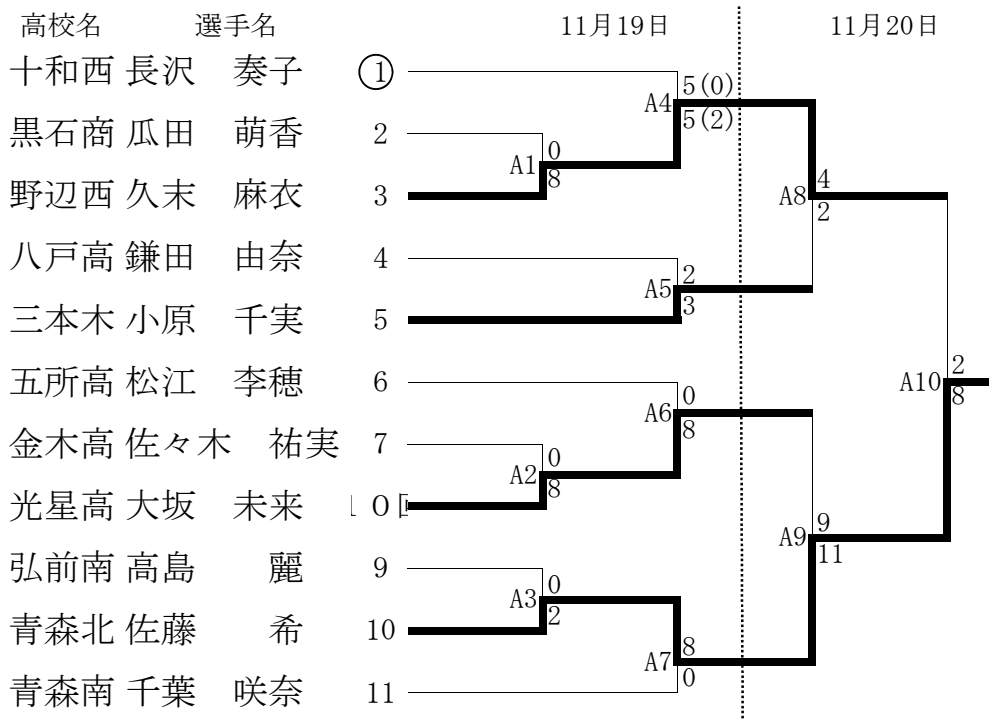 高校名 選手名 11月19日 11月20日
十和西 長沢 奏子 ①
5(0)
A4
5(2)
黒石商 瓜田 萌香 2
0
A1
8
野辺西 久末 麻衣 3
4
A8
2
八戸高 鎌田 由奈 4
2
A5
3
三本木 小原 千実 5
五所高 松江 李穂 6
2
A10
8
0
A6
8
金木高 佐々木 祐実 7
0
A2
8
光星高 大坂 未来 0
9
A9
11
弘前南 高島 麗 9
0
A3
2
青森北 佐藤 希 10
8
A7
0
青森南 千葉 咲奈 11